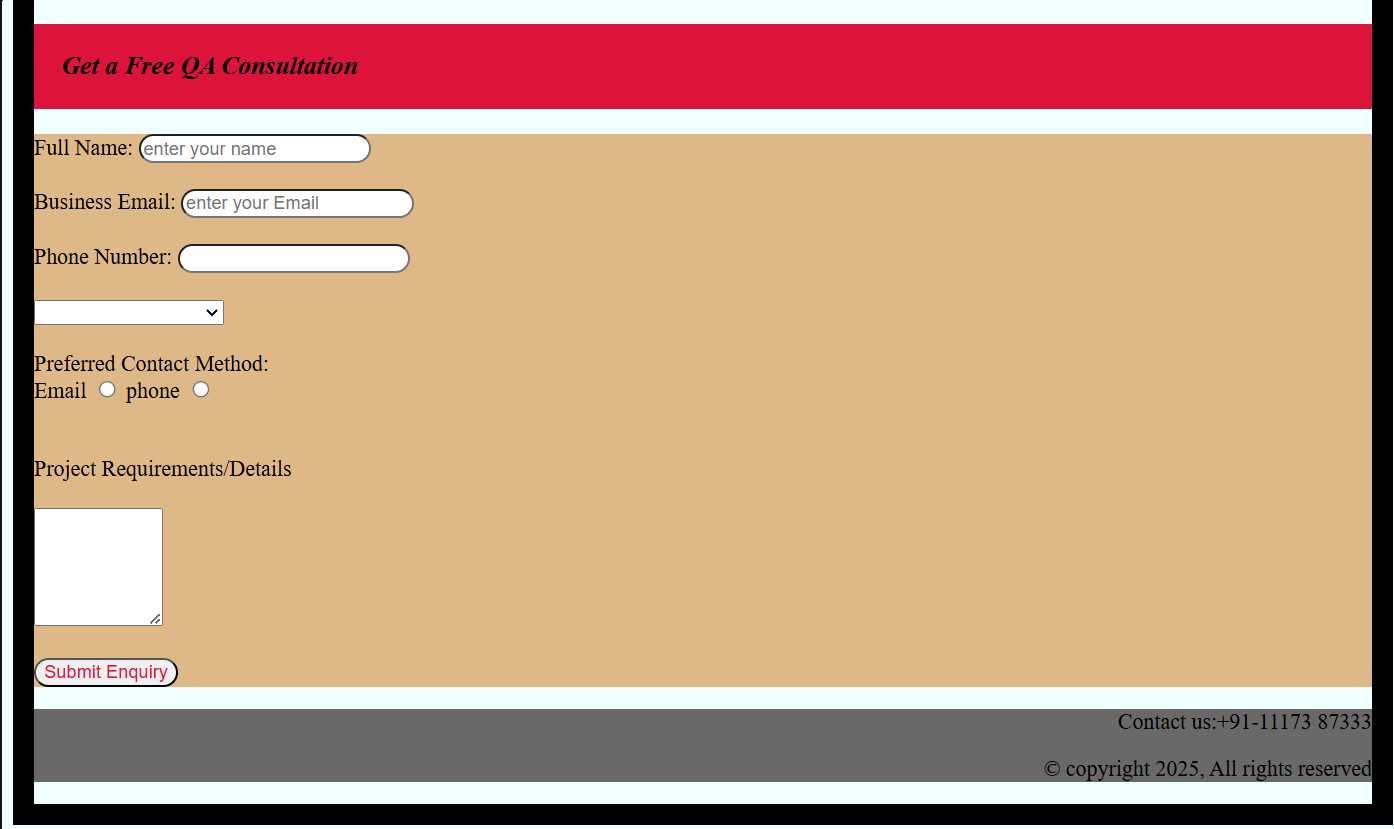 Get a Free QA Consultation
Full Name: enter your name
Business Email: enter your Email
Phone Number:
Preferred Contact Method:
Email phone
Project Requirements/Details
Submit Enquiry
Contact us:+91-11173 87333
© copyright 2025, All rights reserved